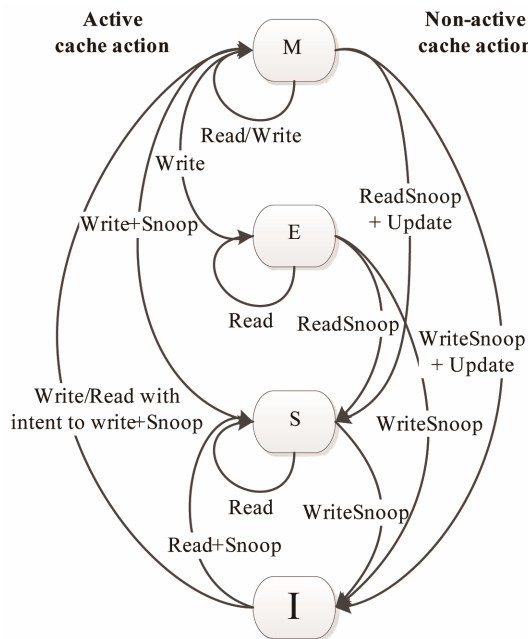 Active
cache action
Non-active
cache action
M
Read/Write
Write
Write+Snoop
ReadSnoop
+ Update
E
Read
ReadSnoop
WriteSnoop
+ Update
Write/Read with
intent to write+Snoop
S
WriteSnoop
Read
WriteSnoop
Read+Snoop
I